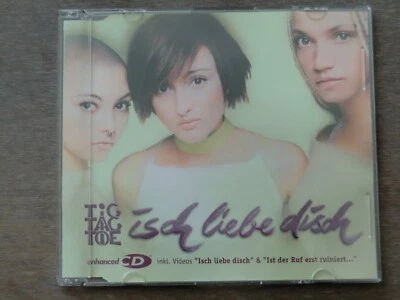 TiC
TAC
TOE
isch liebe disch
enhanced CD inkl. Videos "Isch liebe disch" & "Ist der Ruf erst ruiniert..."